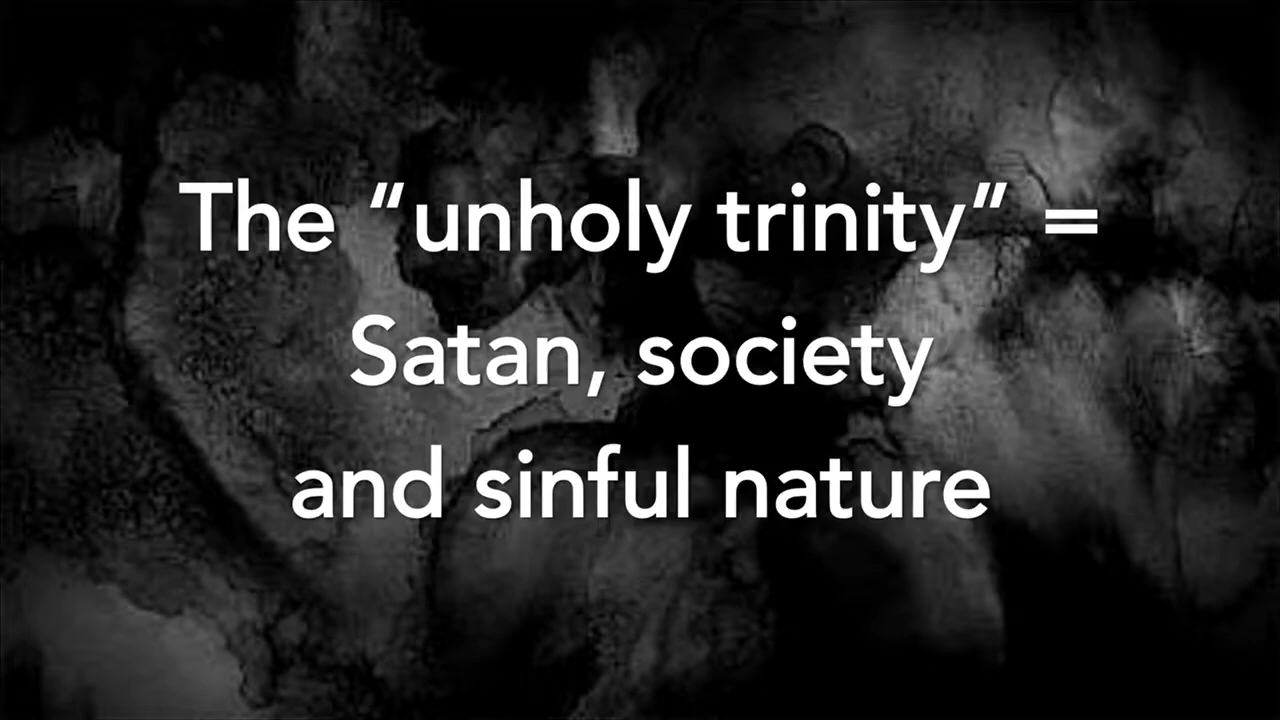 The “unholy trinity” =
Satan, society
and sinful nature